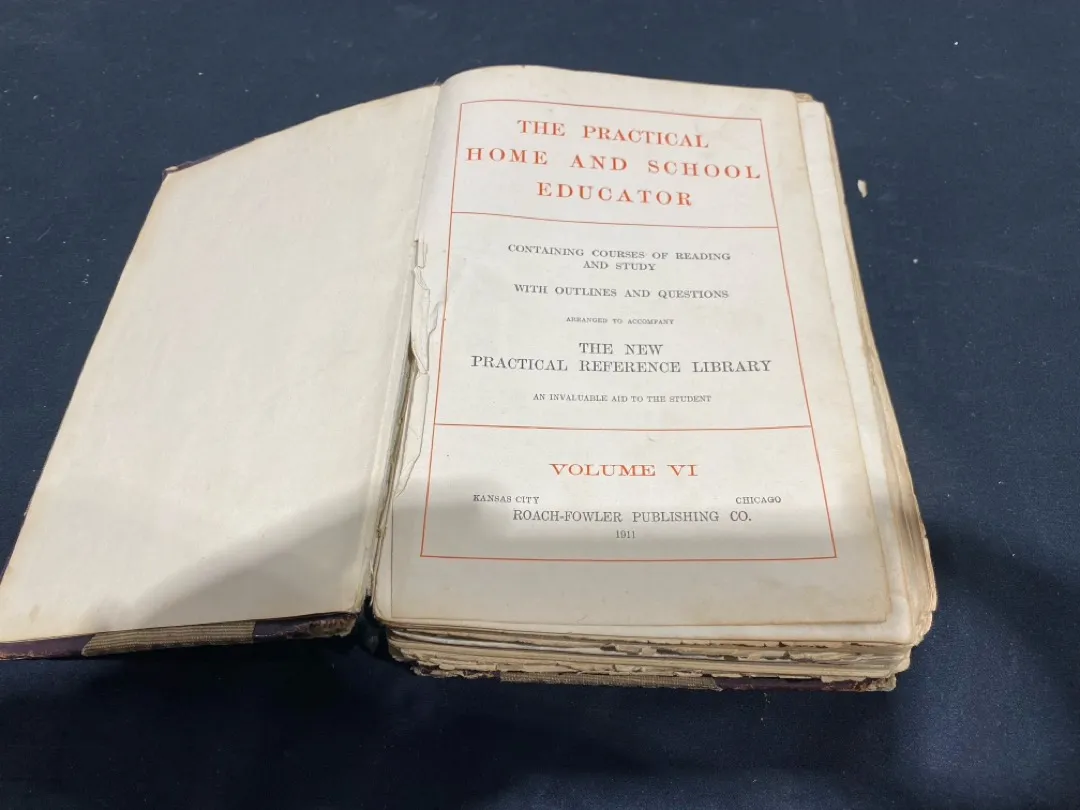 THE PRACTICAL
HOME AND SCHOOL
EDUCATOR
CONTAINING COURSES OF READING
AND STUDY
WITH OUTLINES AND QUESTIONS
ARRANGED TO ACCOMPANY
THE NEW
PRACTICAL REFERENCE LIBRARY
AN INVALUABLE AID TO THE STUDENT
VOLUME VI
KANSAS CITY CHICAGO
ROACH-FOWLER PUBLISHING CO.
1911